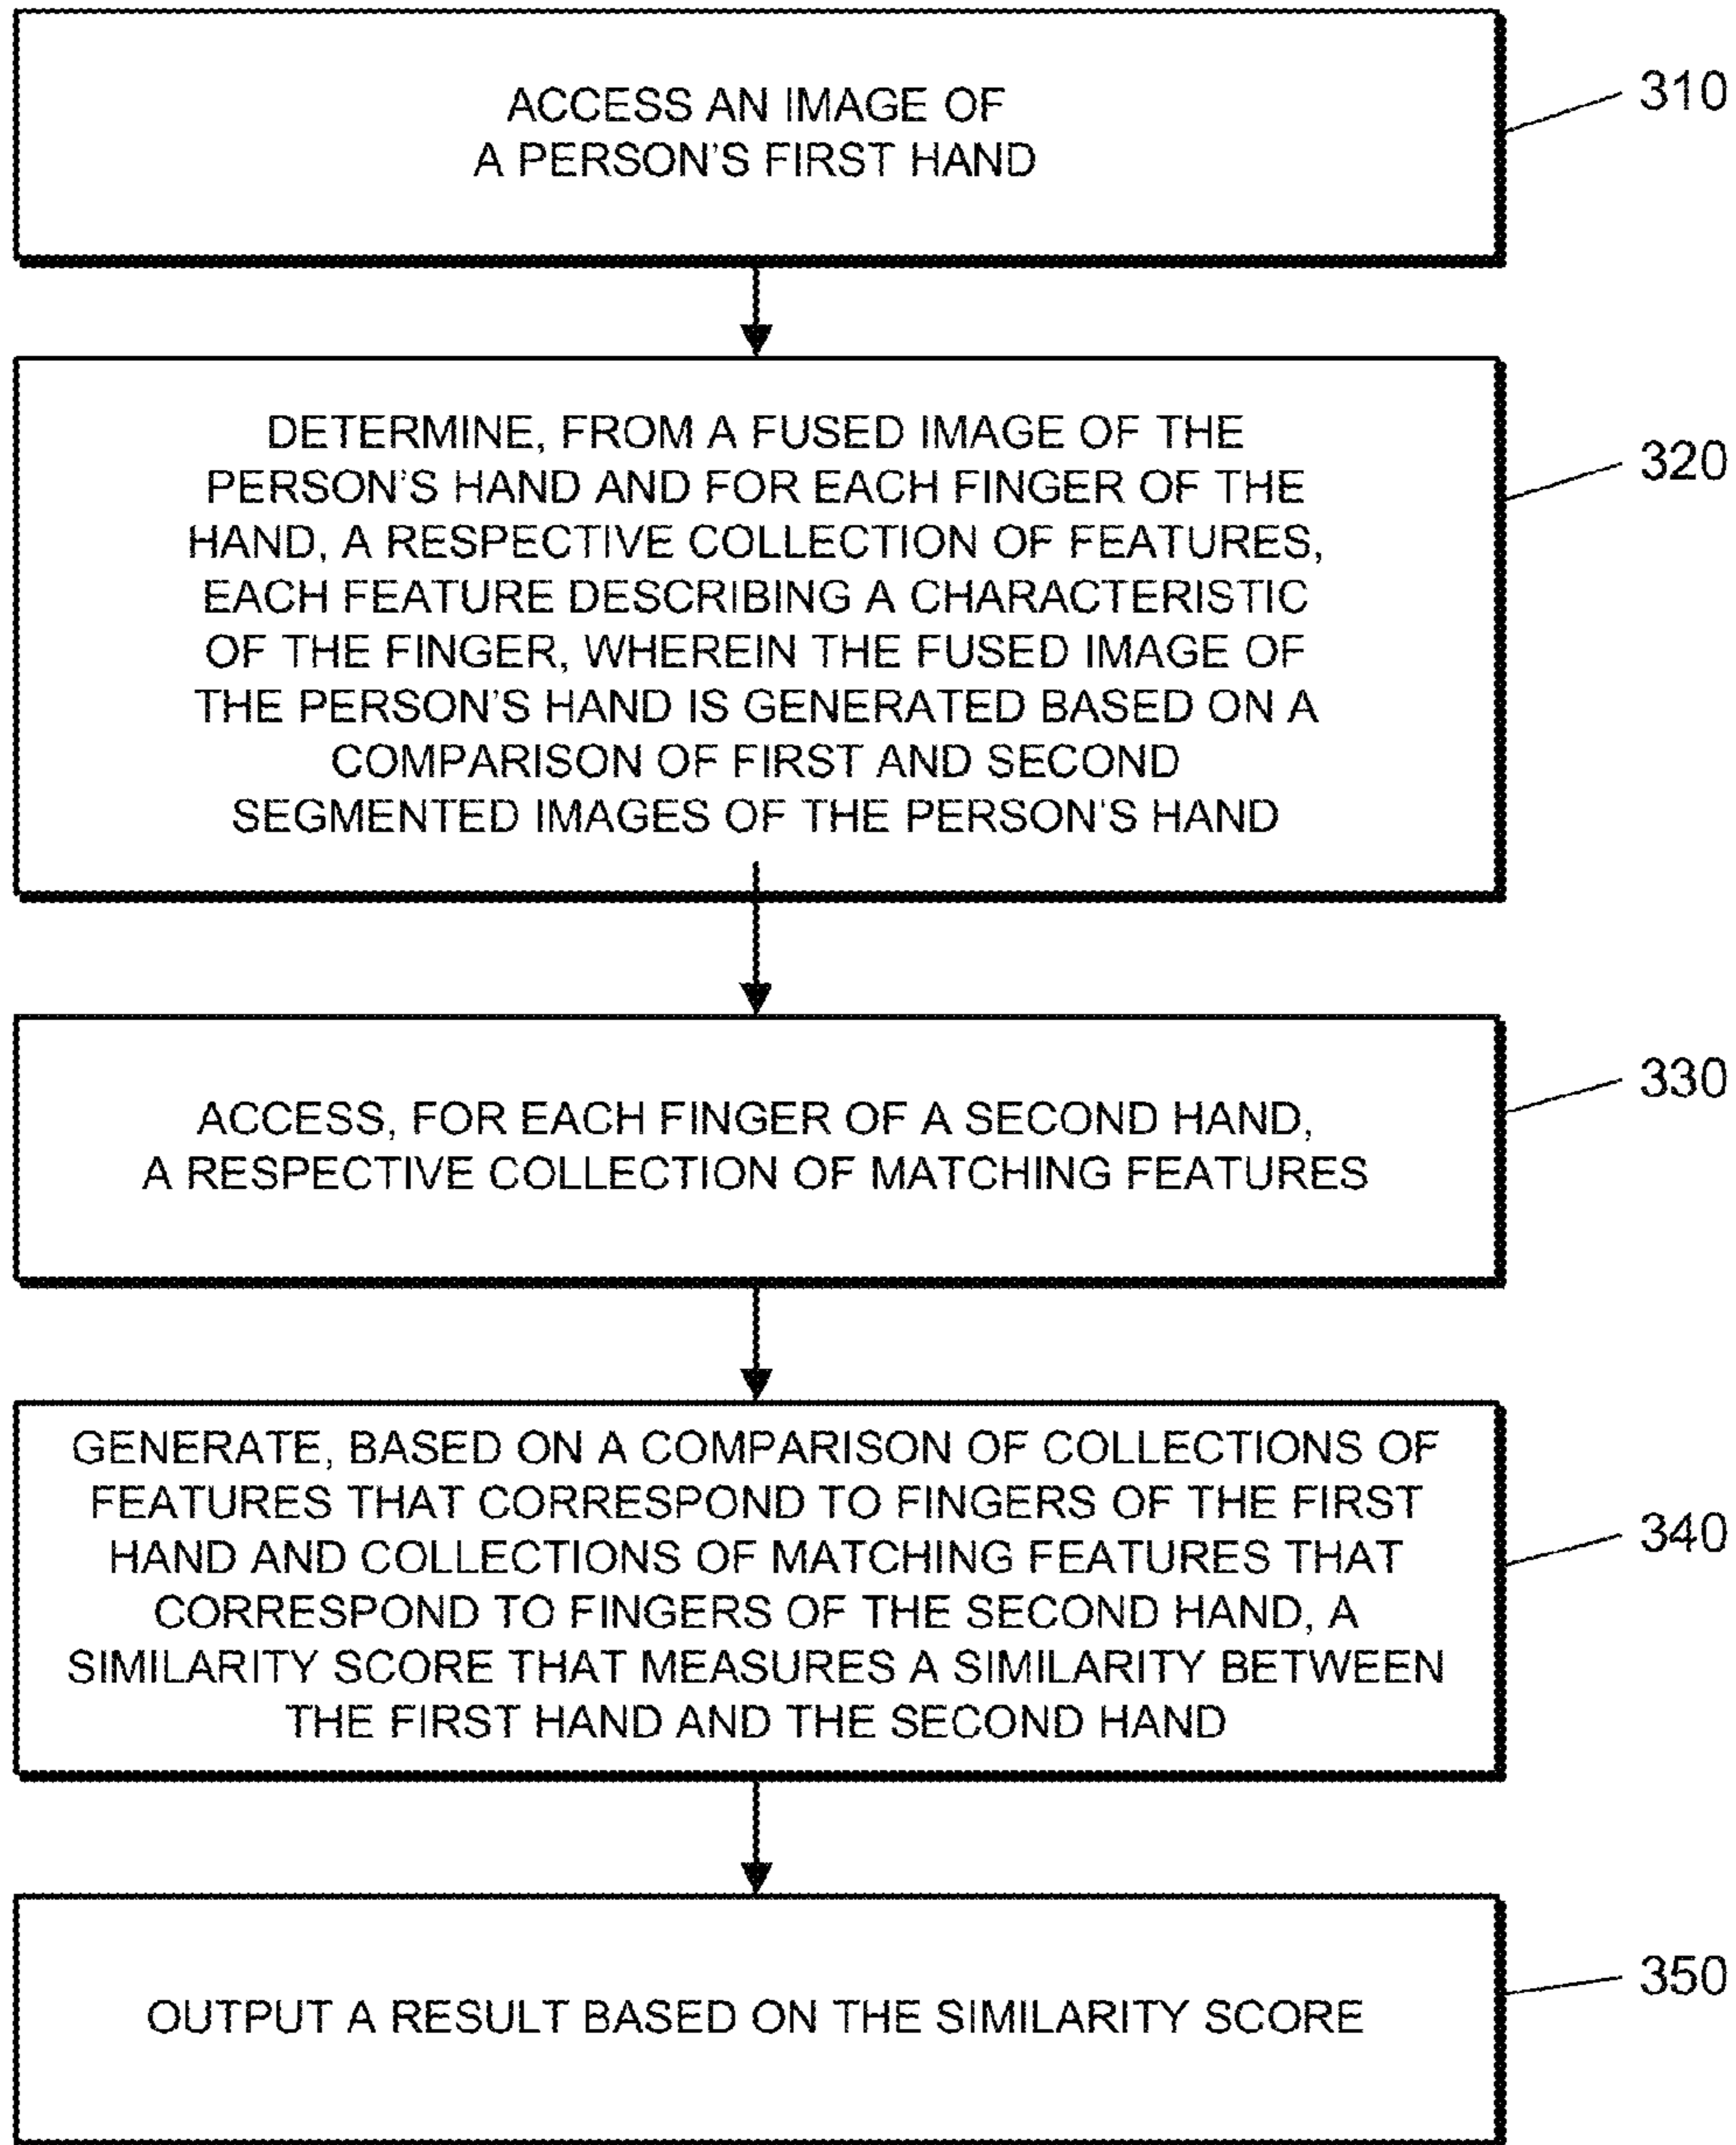 ACCESS AN IMAGE OF
A PERSON'S FIRST HAND
310
DETERMINE, FROM A FUSED IMAGE OF THE
PERSON'S HAND AND FOR EACH FINGER OF THE
HAND, A RESPECTIVE COLLECTION OF FEATURES,
EACH FEATURE DESCRIBING A CHARACTERISTIC
OF THE FINGER, WHEREIN THE FUSED IMAGE OF
THE PERSON'S HAND IS GENERATED BASED ON A
COMPARISON OF FIRST AND SECOND
SEGMENTED IMAGES OF THE PERSON'S HAND
320
ACCESS, FOR EACH FINGER OF A SECOND HAND,
A RESPECTIVE COLLECTION OF MATCHING FEATURES
330
GENERATE, BASED ON A COMPARISON OF COLLECTIONS OF
FEATURES THAT CORRESPOND TO FINGERS OF THE FIRST
HAND AND COLLECTIONS OF MATCHING FEATURES THAT
CORRESPOND TO FINGERS OF THE SECOND HAND, A
SIMILARITY SCORE THAT MEASURES A SIMILARITY BETWEEN
THE FIRST HAND AND THE SECOND HAND
340
OUTPUT A RESULT BASED ON THE SIMILARITY SCORE
350